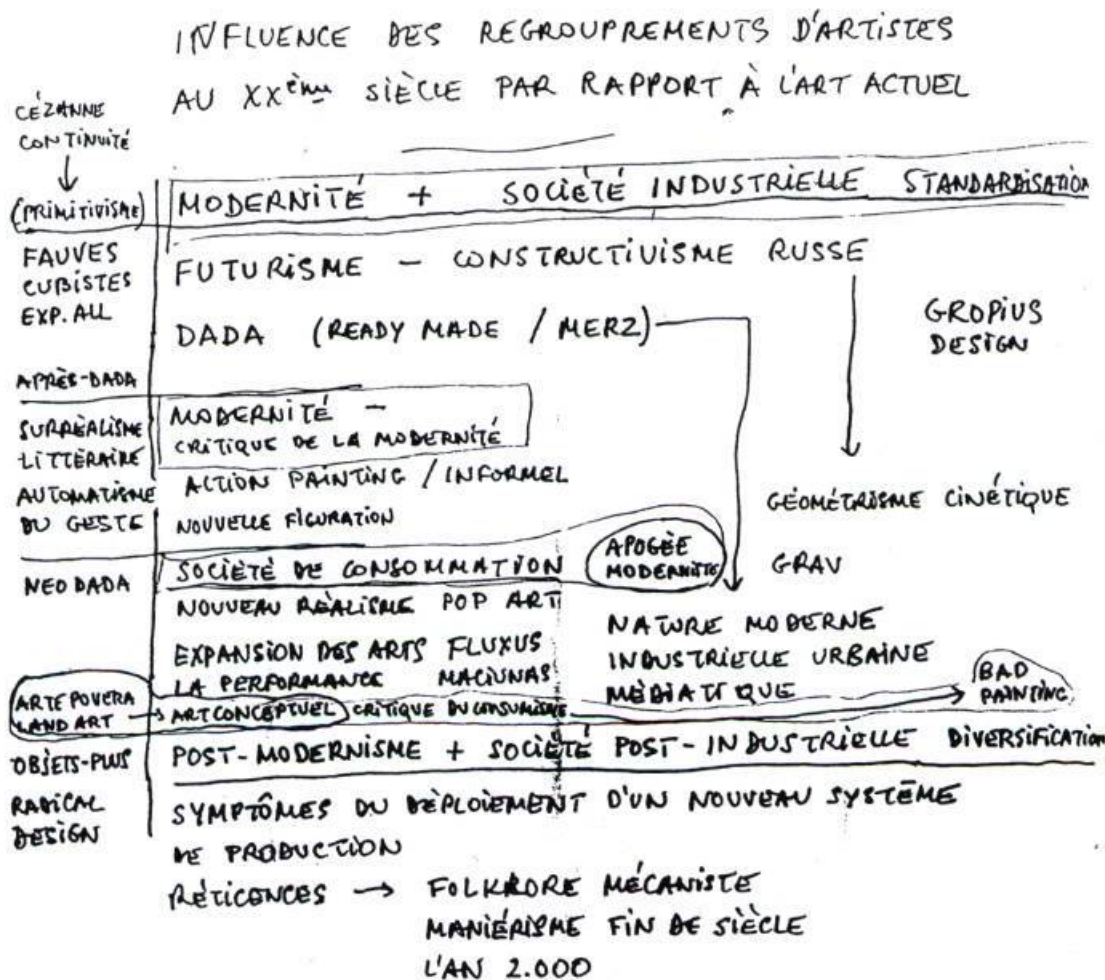 INFLUENCE DES REGROUPREMENTS D'ARTISTES
AU XXème SIÈCLE PAR RAPPORT À L'ART ACTUEL
CÉZANNE
CONTINUITÉ
(PRIMITIVISME)
MODERNITÉ + SOCIÉTÉ INDUSTRIELLE STANDARDISATION
FAUVES
CUBISTES
EXP. ALL
FUTURISME — CONSTRUCTIVISME RUSSE
DADA (READY MADE / MERZ)
GROPIUS
DESIGN
APRÈS-DADA
SURRÉALISME
LITTÉRAIRE
AUTOMATISME
DU GESTE
MODERNITÉ —
CRITIQUE DE LA MODERNITÉ
ACTION PAINTING / INFORMEL
NOUVELLE FIGURATION
GÉOMÉTRISME CINÉTIQUE
GRAV
NEO DADA
SOCIÉTÉ DE CONSOMMATION
APOGÉE
MODERNITÉ
NOUVEAU RÉALISME POP ART
EXPANSION DES ARTS FLUXUS
LA PERFORMANCE MACIUNAS
NATURE MODERNE
INDUSTRIELLE URBAINE
MÉDIATIQUE
BAD
PAINTING
ARTE POVERA
LAND ART
ART CONCEPTUEL CRITIQUE DU CONSUMISME
POST-MODERNISME + SOCIÉTÉ POST-INDUSTRIELLE DIVERSIFICATION
OBJETS-PLUS
RADICAL
DESIGN
SYMPTÔMES DU DÉPLOIEMENT D'UN NOUVEAU SYSTÈME
DE PRODUCTION
RÉTICENCES → FOLKRORE MÉCANISTE
MANIÉRISME FIN DE SIÈCLE
L'AN 2.000